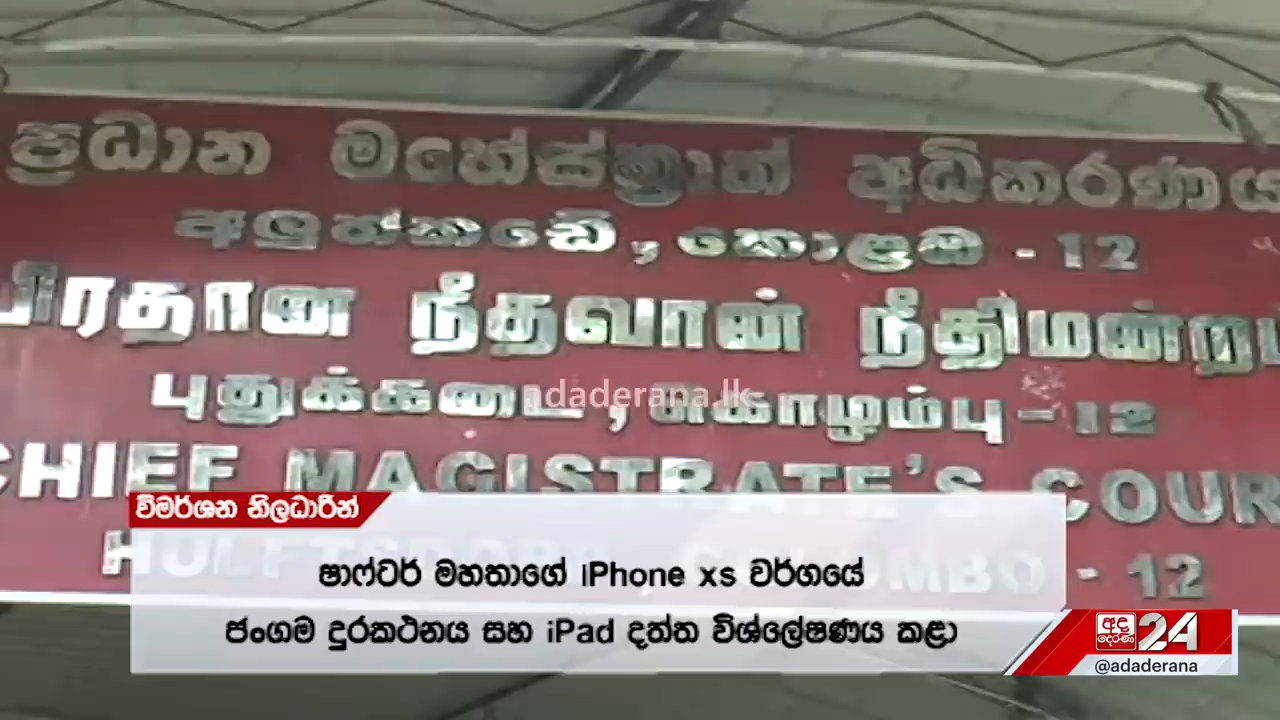 ප්‍රධාන මහේස්ත්‍රාත් අධිකරණය
අලුත්කඩේ, කොළඹ - 12
பிரதான நீதவான் நீதிமன்றம்
புதுக்கடை, கொழும்பு - 12
adaderana.lk
CHIEF MAGISTRATE'S COUR
විමර්ශන නිලධාරීන්
ෂාෆ්ටර් මහතාගේ iPhone xs වර්ගයේ
ජංගම දුරකථනය සහ iPad දත්ත විශ්ලේෂණය කළා
- 12
අද දෙරණ 24
@adaderana